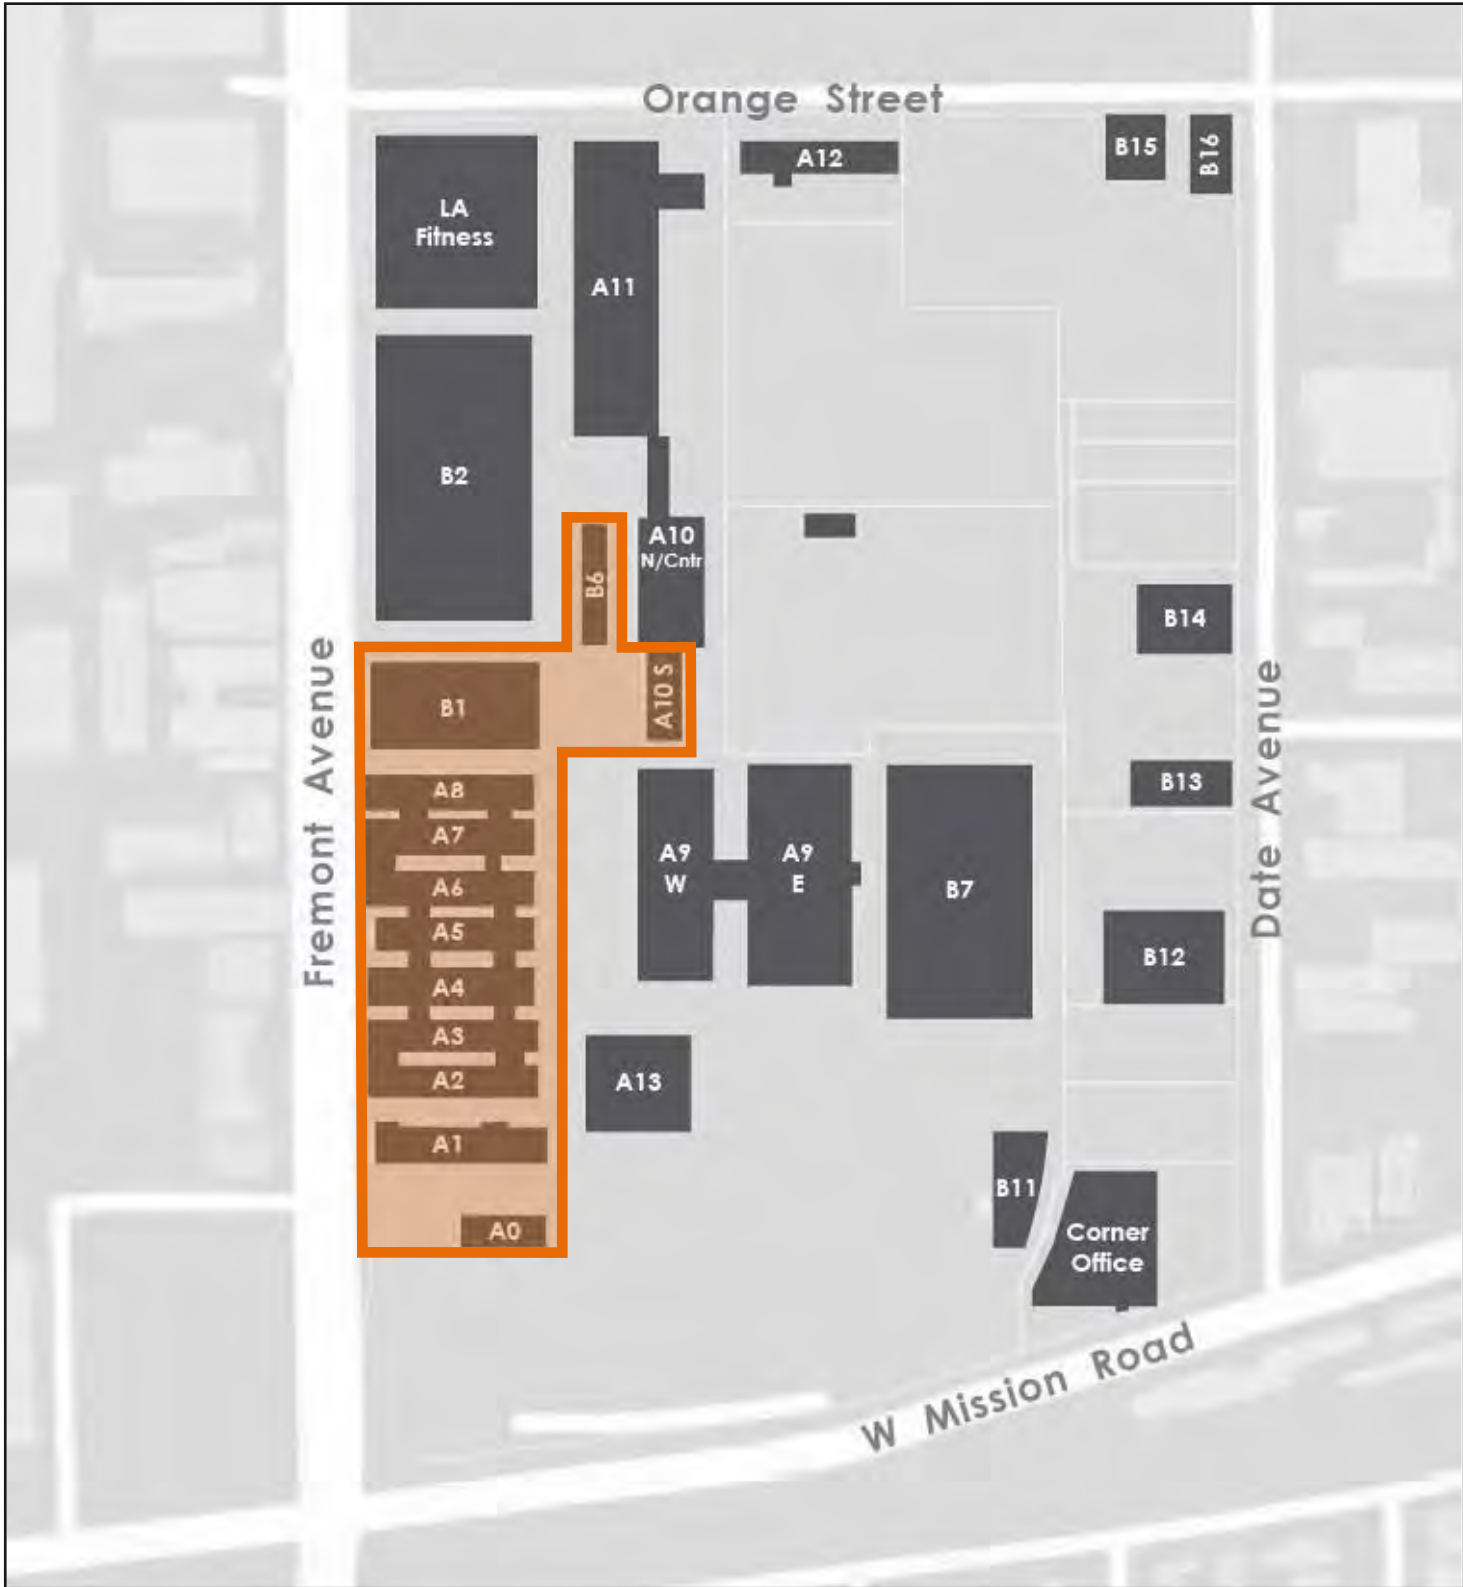 Orange Street
B15
B16
A12
LA
Fitness
A11
B2
A10
N/Cntr
B6
B14
A10 S
B1
Fremont Avenue
Date Avenue
A8
B13
A7
A9
W
A9
E
A6
B7
A5
B12
A4
A3
A2
A13
A1
B11
A0
Corner
Office
W Mission Road